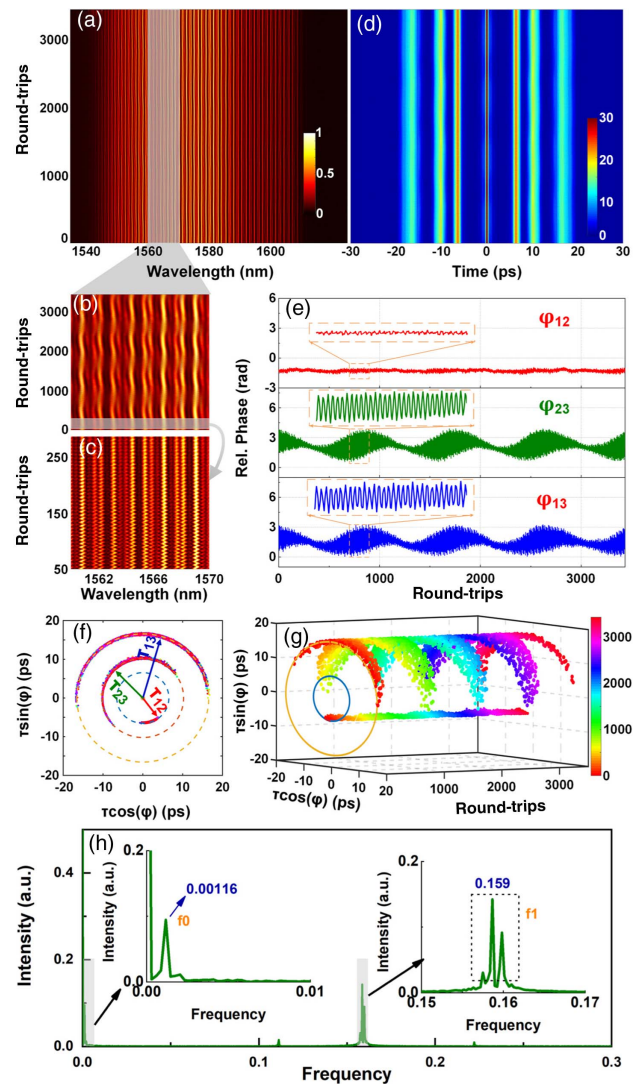 (a)
(d)
Round-trips
3000
2000
1000
0
1
0.5
0
30
20
10
0
1540 1560 1580 1600
-30 -20 -10 0 10 20 30
Wavelength (nm)
Time (ps)
(b)
Round-trips
3000
2000
1000
0
(c)
Round-trips
250
150
50
1562 1566 1570
Wavelength (nm)
(e)
Rel. Phase (rad)
6
3
0
-3
φ12
6
3
0
φ23
6
3
0
φ13
0 1000 2000 3000
Round-trips
(f)
τsin(φ) (ps)
20
10
0
-10
-20
τ13
τ23
τ12
-20 -10 0 10 20
τcos(φ) (ps)
(g)
τsin(φ) (ps)
20
10
0
-10
-20
-20 -10 0 10 20
τcos(φ) (ps)
0 1000 2000 3000
Round-trips
3000
2000
1000
0
(h)
Intensity (a.u.)
0.4
0.2
0.0
0.0 0.1 0.2 0.3
Frequency
Intensity (a.u.)
0.2
0.0
0.00116
f0
0.00 0.01
Frequency
Intensity (a.u.)
0.2
0.0
0.159
f1
0.15 0.16 0.17
Frequency